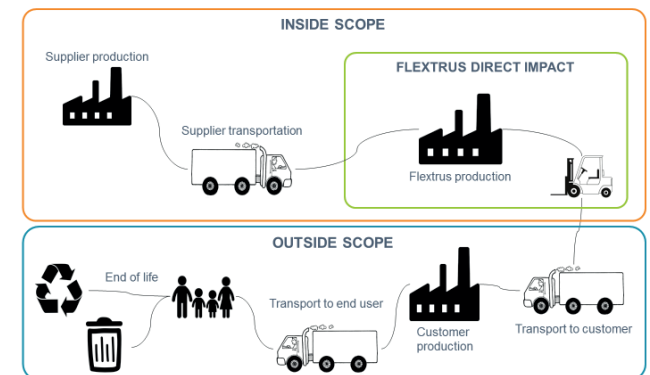 INSIDE SCOPE
Supplier production
FLEXTRUS DIRECT IMPACT
Supplier transportation
Flextrus production
OUTSIDE SCOPE
End of life
Transport to end user
Customer
production
Transport to customer